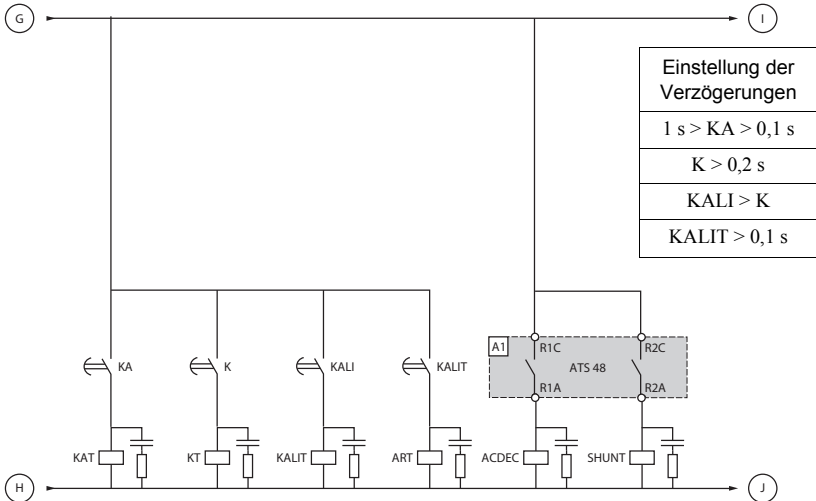 G
I
Einstellung der
Verzögerungen
1 s > KA > 0,1 s
K > 0,2 s
KALI > K
KALIT > 0,1 s
A1
R1C
R2C
KA
K
KALI
KALIT
ATS 48
R1A
R2A
KAT
KT
KALIT
ART
ACDEC
SHUNT
H
J